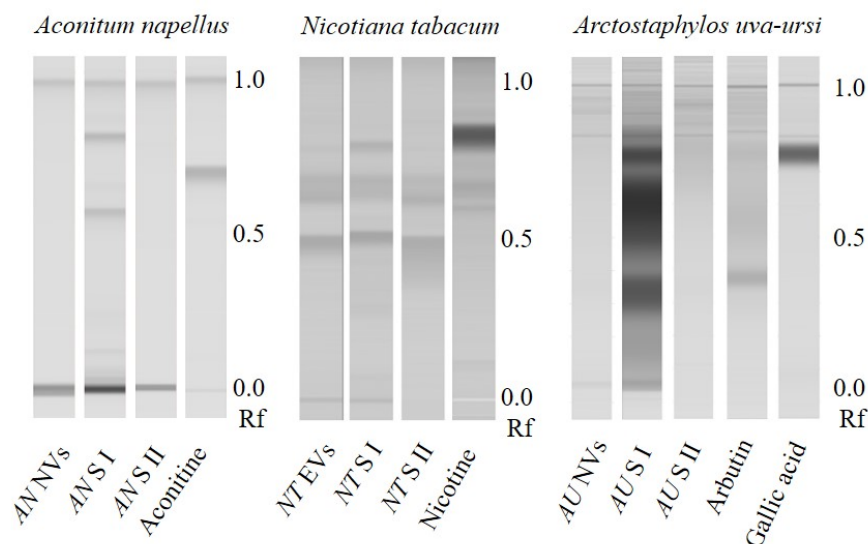 Aconitum napellus
1.0
0.5
0.0
Rf
AN NVs
AN S I
AN S II
Aconitine
Nicotiana tabacum
1.0
0.5
0.0
Rf
NT EVs
NT S I
NT S II
Nicotine
Arctostaphylos uva-ursi
1.0
0.5
0.0
Rf
AU NVs
AU S I
AU S II
Arbutin
Gallic acid